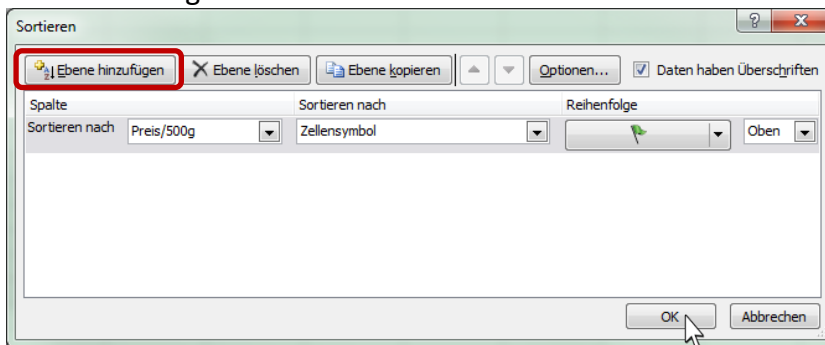 Sortieren
Ebene hinzufügen Ebene löschen Ebene kopieren Optionen... Daten haben Überschriften
Spalte Sortieren nach Reihenfolge
Sortieren nach Preis/500g Zellensymbol Oben
OK Abbrechen